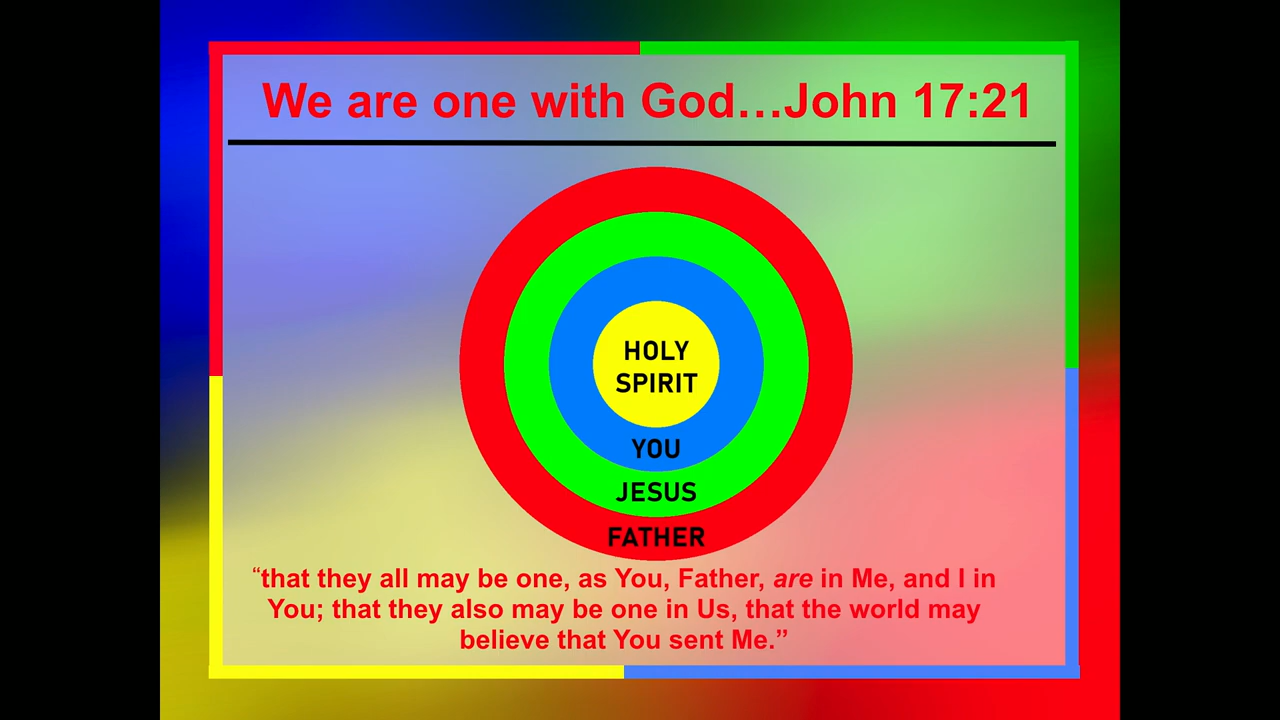 We are one with God…John 17:21
HOLY
SPIRIT
YOU
JESUS
FATHER
“that they all may be one, as You, Father, are in Me, and I in
You; that they also may be one in Us, that the world may
believe that You sent Me.”